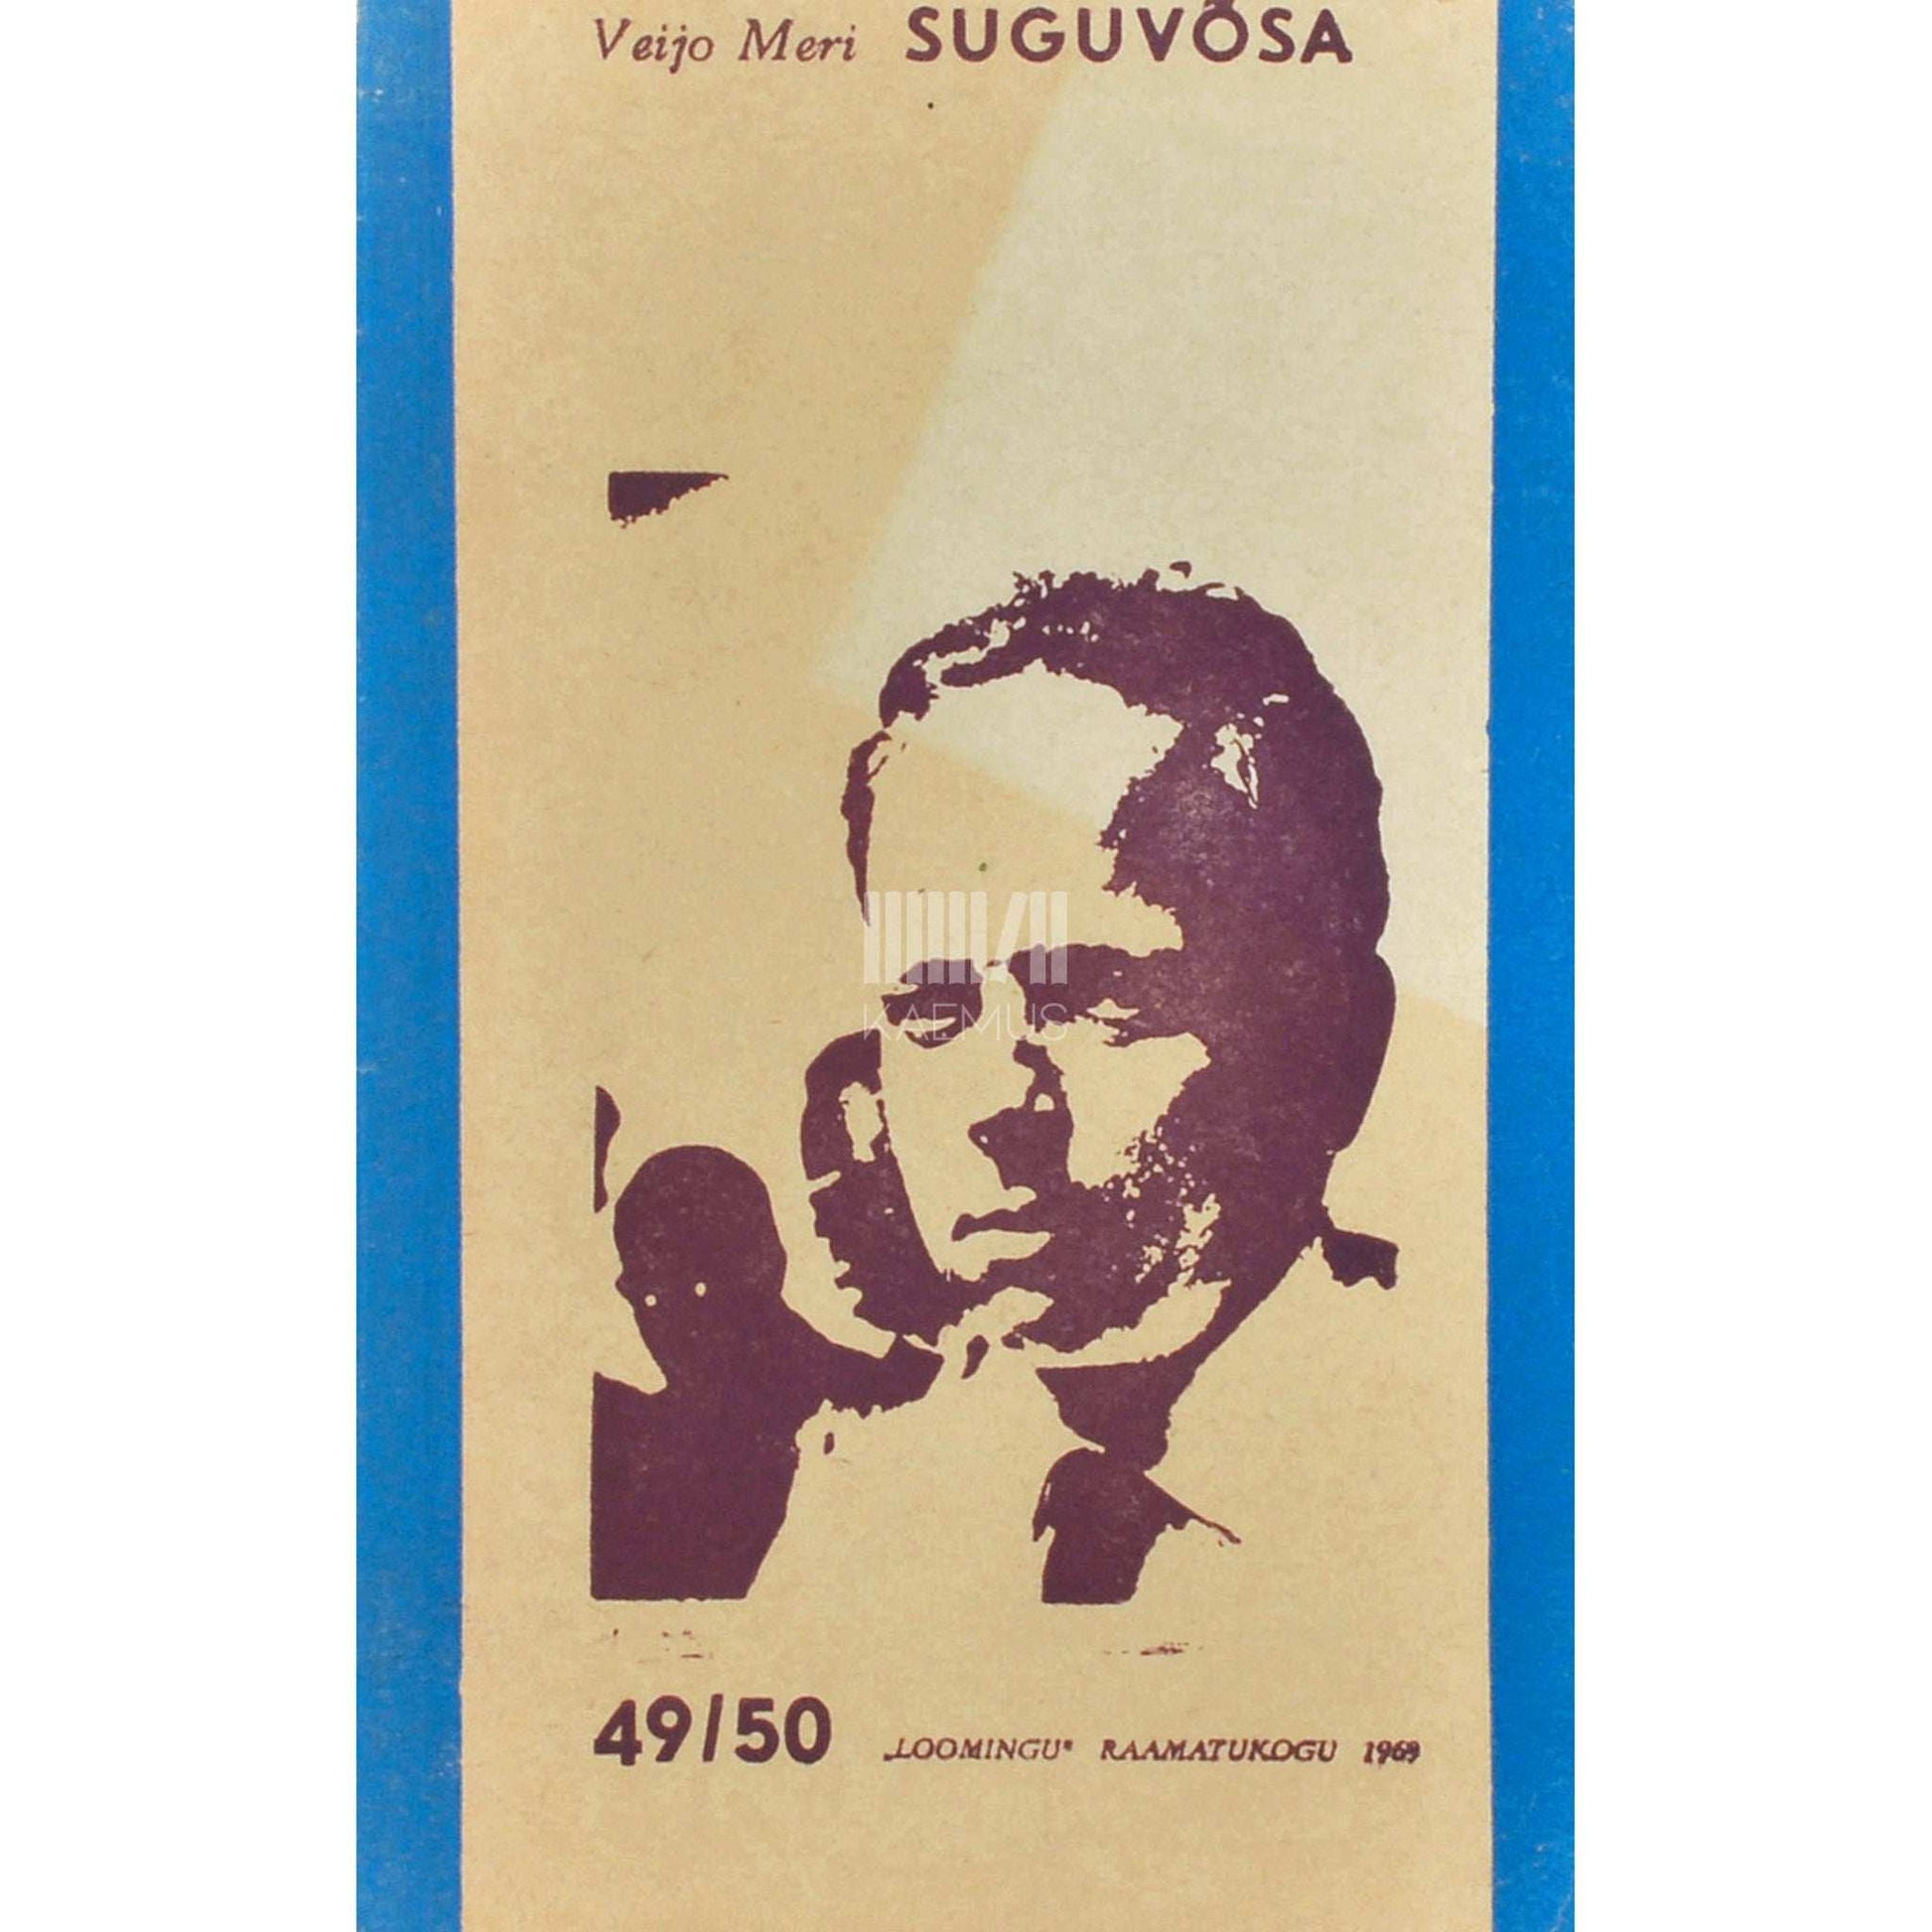 Veijo Meri SUGUVÕSA
KAEMUS
49/50 „LOOMINGU" RAAMATUKOGU 1969